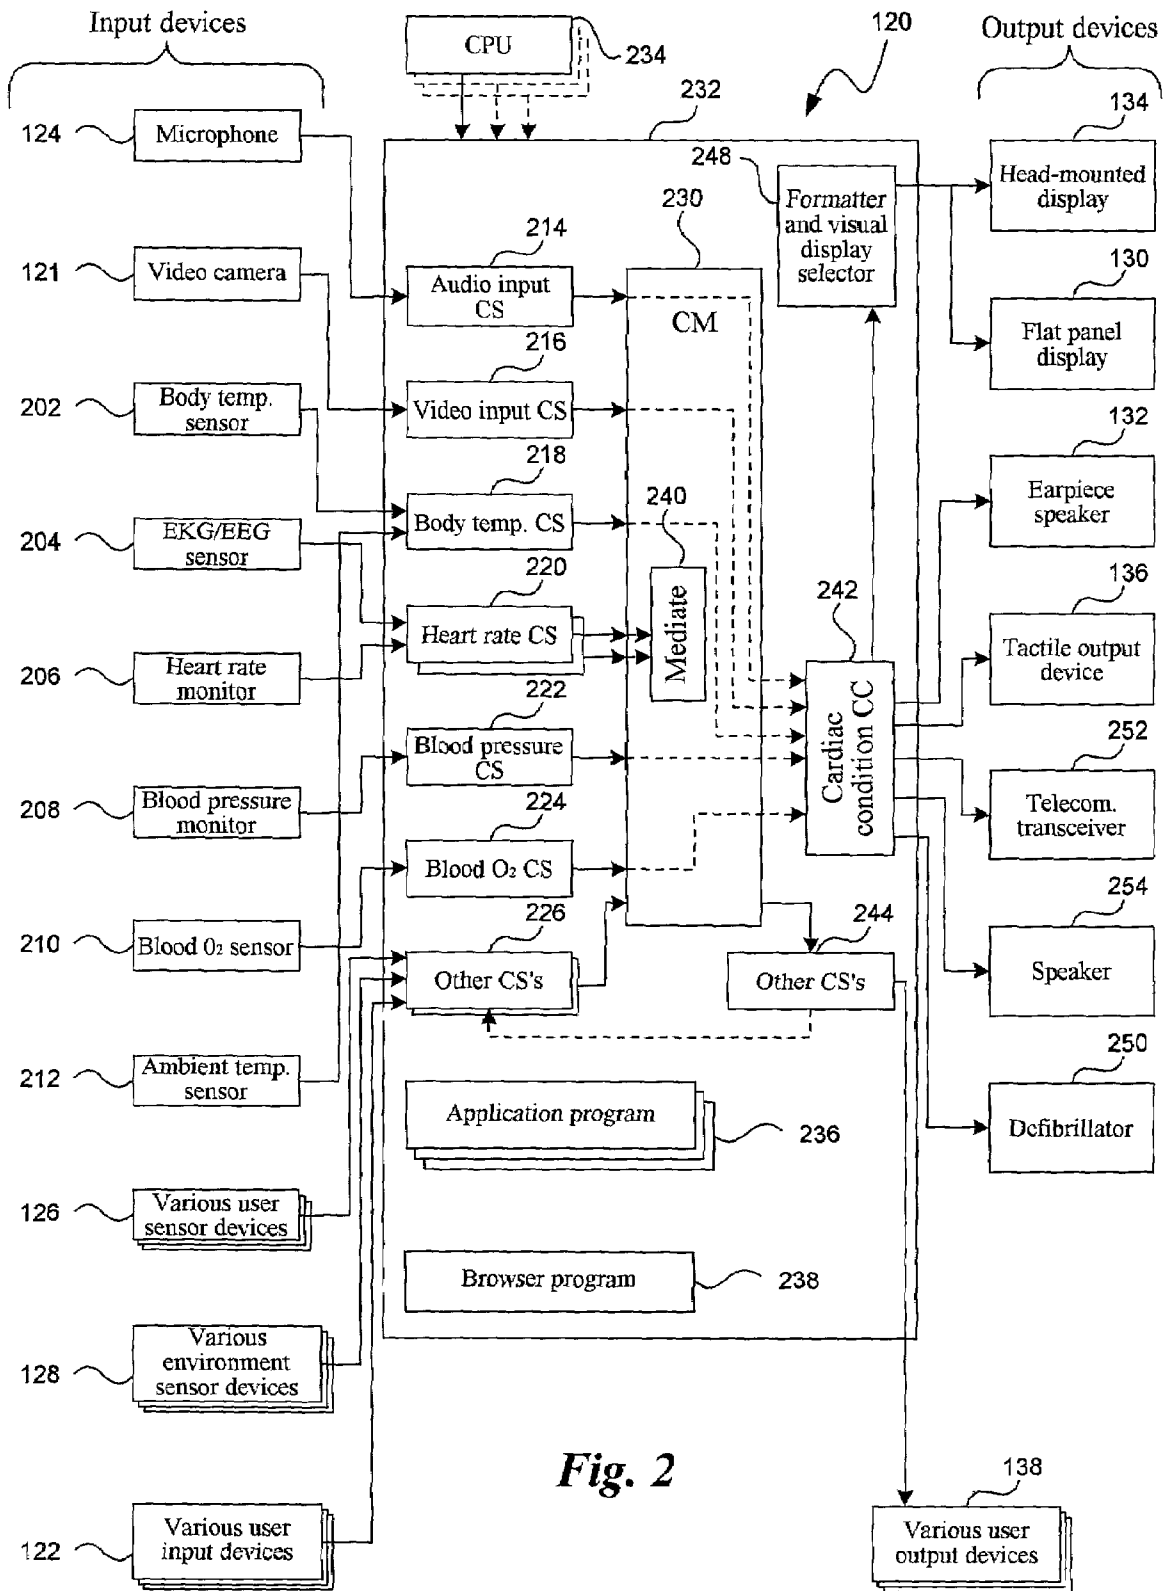 Input devices
CPU
234
120
Output devices
124
Microphone
232
134
Head-mounted
display
248
Formatter
and visual
display
selector
230
CM
121
Video camera
214
Audio input
CS
130
Flat panel
display
216
Video input CS
202
Body temp.
sensor
132
Earpiece
speaker
218
Body temp. CS
240
Mediate
204
EKG/EEG
sensor
220
Heart rate CS
242
Cardiac
condition CC
136
Tactile output
device
206
Heart rate
monitor
222
Blood pressure
CS
252
Telecom.
transceiver
208
Blood pressure
monitor
224
Blood O₂ CS
254
Speaker
210
Blood O₂ sensor
226
Other CS's
244
Other CS's
212
Ambient temp.
sensor
250
Defibrillator
Application program
236
126
Various user
sensor devices
Browser program
238
128
Various
environment
sensor devices
Fig. 2
122
Various user
input devices
138
Various user
output devices